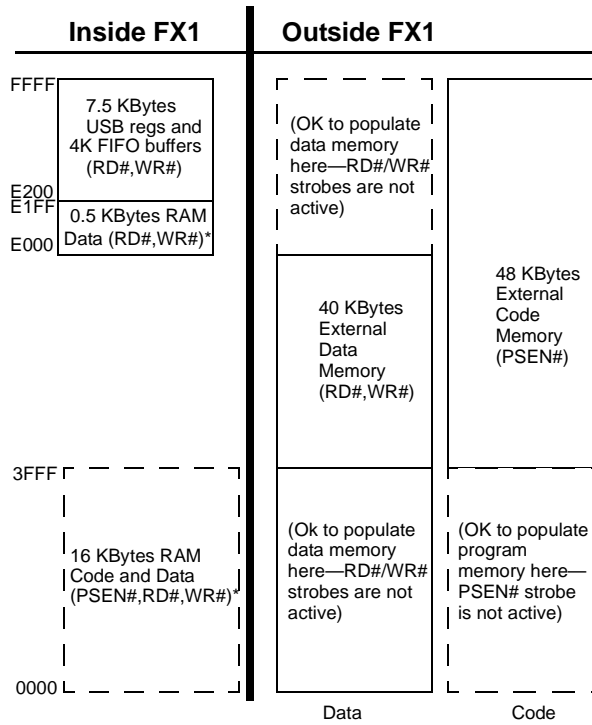 Inside FX1
Outside FX1
FFFF
7.5 KBytes
USB regs and
4K FIFO buffers
(RD#,WR#)
E200
E1FF
0.5 KBytes RAM
Data (RD#,WR#)*
E000
(OK to populate
data memory
here—RD#/WR#
strobes are not
active)
40 KBytes
External
Data
Memory
(RD#,WR#)
48 KBytes
External
Code
Memory
(PSEN#)
3FFF
16 KBytes RAM
Code and Data
(PSEN#,RD#,WR#)*
0000
(Ok to populate
data memory
here—RD#/WR#
strobes are not
active)
(OK to populate
program
memory here—
PSEN# strobe
is not active)
Data
Code